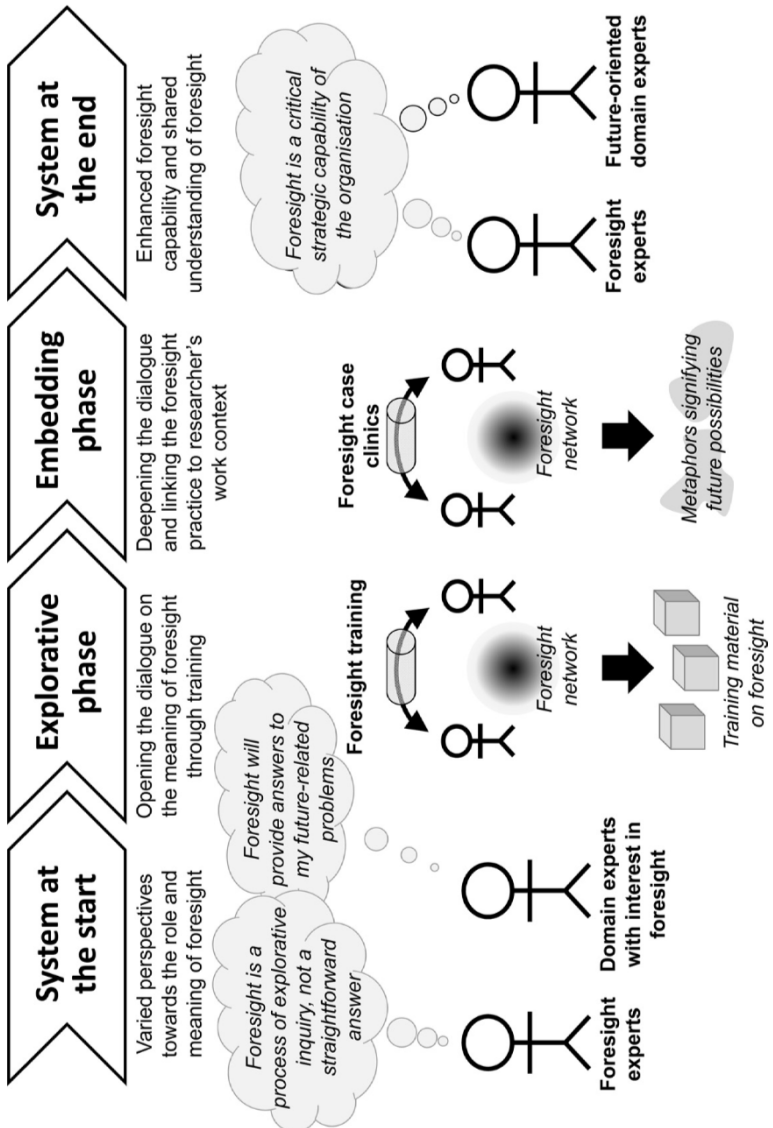 System at
the start
Varied perspectives
towards the role and
meaning of foresight
Foresight is a
process of explorative
inquiry, not a
straightforward
answer
Foresight will
provide answers to
my future-related
problems
Foresight
experts
Domain experts
with interest in
foresight
Explorative
phase
Opening the dialogue on
the meaning of foresight
through training
Foresight training
Foresight
network
Training material
on foresight
Embedding
phase
Deepening the dialogue
and linking the foresight
practice to researcher's
work context
Foresight case
clinics
Foresight
network
Metaphors signifying
future possibilities
System at
the end
Enhanced foresight
capability and shared
understanding of foresight
Foresight is a critical
strategic capability of
the organisation
Foresight
experts
Future-oriented
domain experts